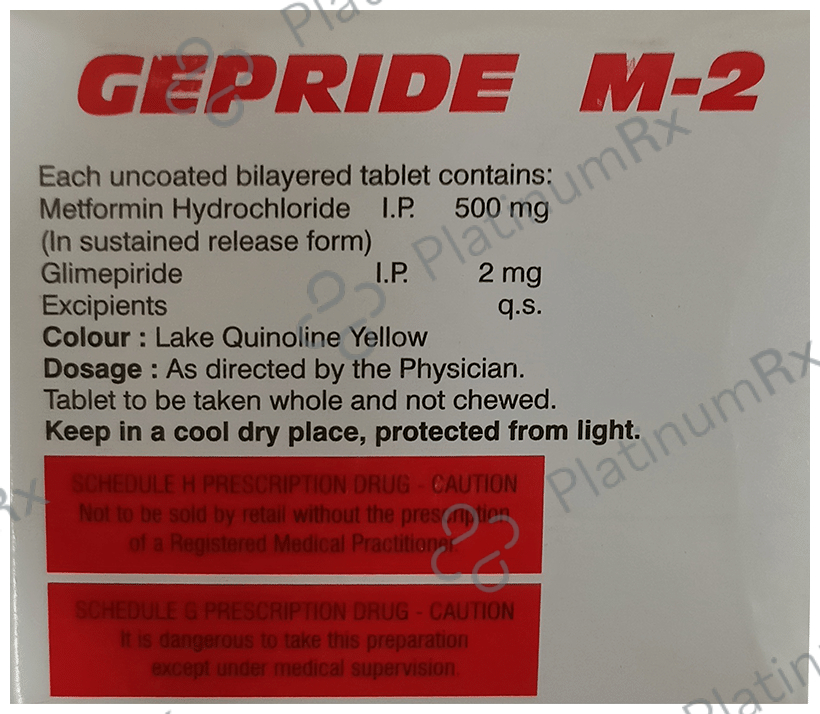 GEPRIDE M-2
Each uncoated bilayered tablet contains:
Metformin Hydrochloride I.P. 500 mg
(In sustained release form)
Glimepiride I.P. 2 mg
Excipients q.s.
Colour : Lake Quinoline Yellow
Dosage : As directed by the Physician.
Tablet to be taken whole and not chewed.
Keep in a cool dry place, protected from light.
SCHEDULE H PRESCRIPTION DRUG - CAUTION
Not to be sold by retail without the prescription
of a Registered Medical Practitioner.
SCHEDULE G PRESCRIPTION DRUG - CAUTION
It is dangerous to take this preparation
except under medical supervision.
PlatinumRx
PlatinumRx